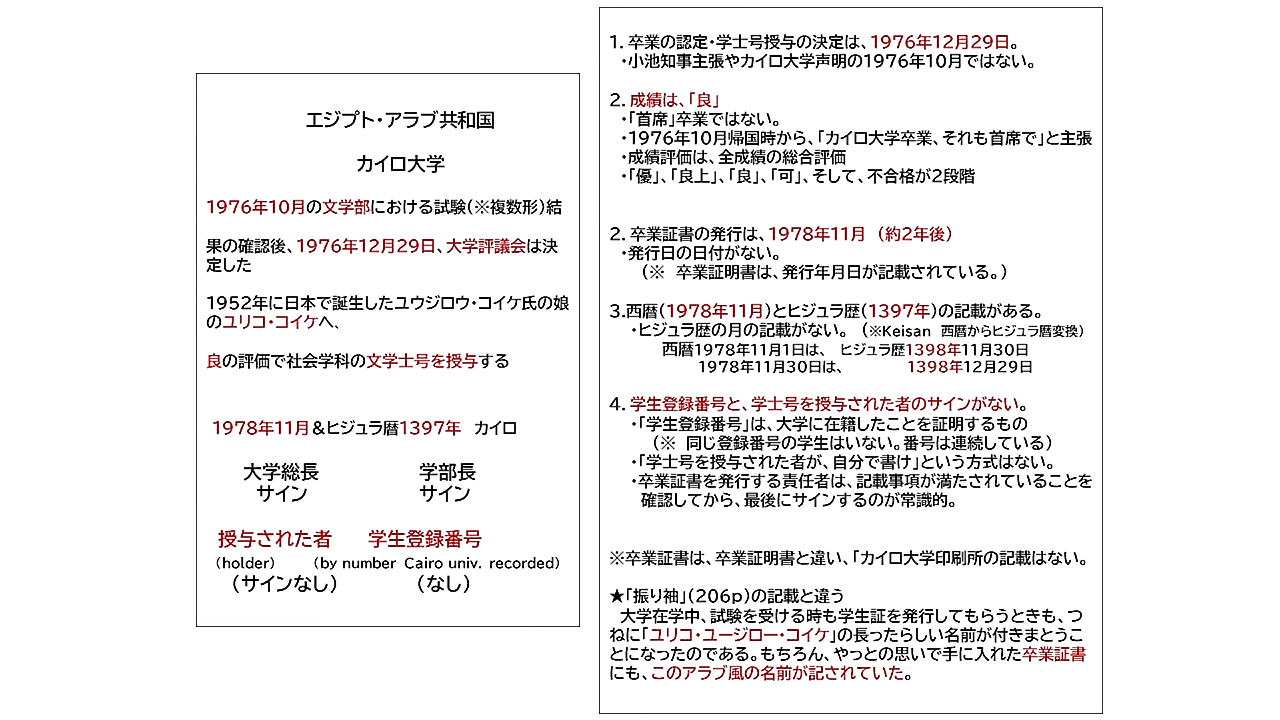 エジプト・アラブ共和国
カイロ大学
1976年10月の文学部における試験（※複数形）結
果の確認後、1976年12月29日、大学評議会は決
定した
1952年に日本で誕生したユウジロウ・コイケ氏の娘
のユリコ・コイケへ、
良の評価で社会学科の文学士号を授与する
1978年11月＆ヒジュラ暦1397年　カイロ
大学総長　学部長
サイン　サイン
授与された者　学生登録番号
（holder）　（by number Cairo univ. recorded）
（サインなし）　（なし）
1. 卒業の認定・学士号授与の決定は、1976年12月29日。
・小池知事主張やカイロ大学声明の1976年10月ではない。
2. 成績は、「良」
・「首席」卒業ではない。
・1976年10月帰国時から、「カイロ大学卒業、それも首席で」と主張
・成績評価は、全成績の総合評価
・「優」、「良上」、「良」、「可」、そして、不合格が2段階
2. 卒業証書の発行は、1978年11月　（約2年後）
・発行日の日付がない。
（※　卒業証明書は、発行年月日が記載されている。）
3.西暦（1978年11月）とヒジュラ歴（1397年）の記載がある。
・ヒジュラ歴の月の記載がない。　（※Keisan　西暦からヒジュラ暦変換）
西暦1978年11月1日は、　ヒジュラ歴1398年11月30日
1978年11月30日は、　1398年12月29日
4. 学生登録番号と、学士号を授与された者のサインがない。
・「学生登録番号」は、大学に在籍したことを証明するもの
（※　同じ登録番号の学生はいない。番号は連続している）
・「学士号を授与された者が、自分で書け」という方式はない。
・卒業証書を発行する責任者は、記載事項が満たされていることを
確認してから、最後にサインするのが常識的。
※卒業証書は、卒業証明書と違い、「カイロ大学印刷所の記載はない。
★「振り袖」（206p）の記載と違う
大学在学中、試験を受ける時も学生証を発行してもらうときも、つ
ねに「ユリコ・ユージロー・コイケ」の長ったらしい名前が付きまとうこ
とになったのである。もちろん、やっとの思いで手に入れた卒業証書
にも、このアラブ風の名前が記されていた。